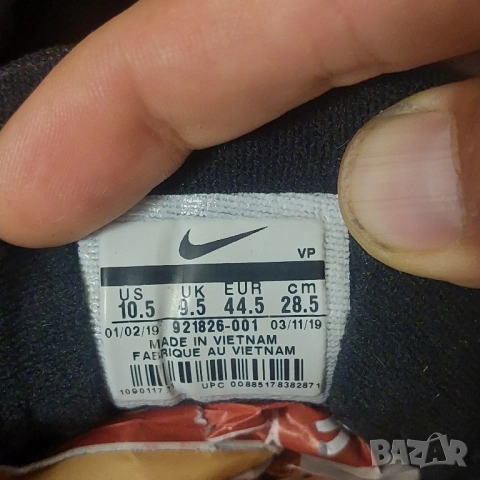 VP
US UK EUR cm
10.5 9.5 44.5 28.5
01/02/19 921826-001 03/11/19
MADE IN VIETNAM
FABRIQUE AU VIETNAM
UPC 00885178382871
BAZAR